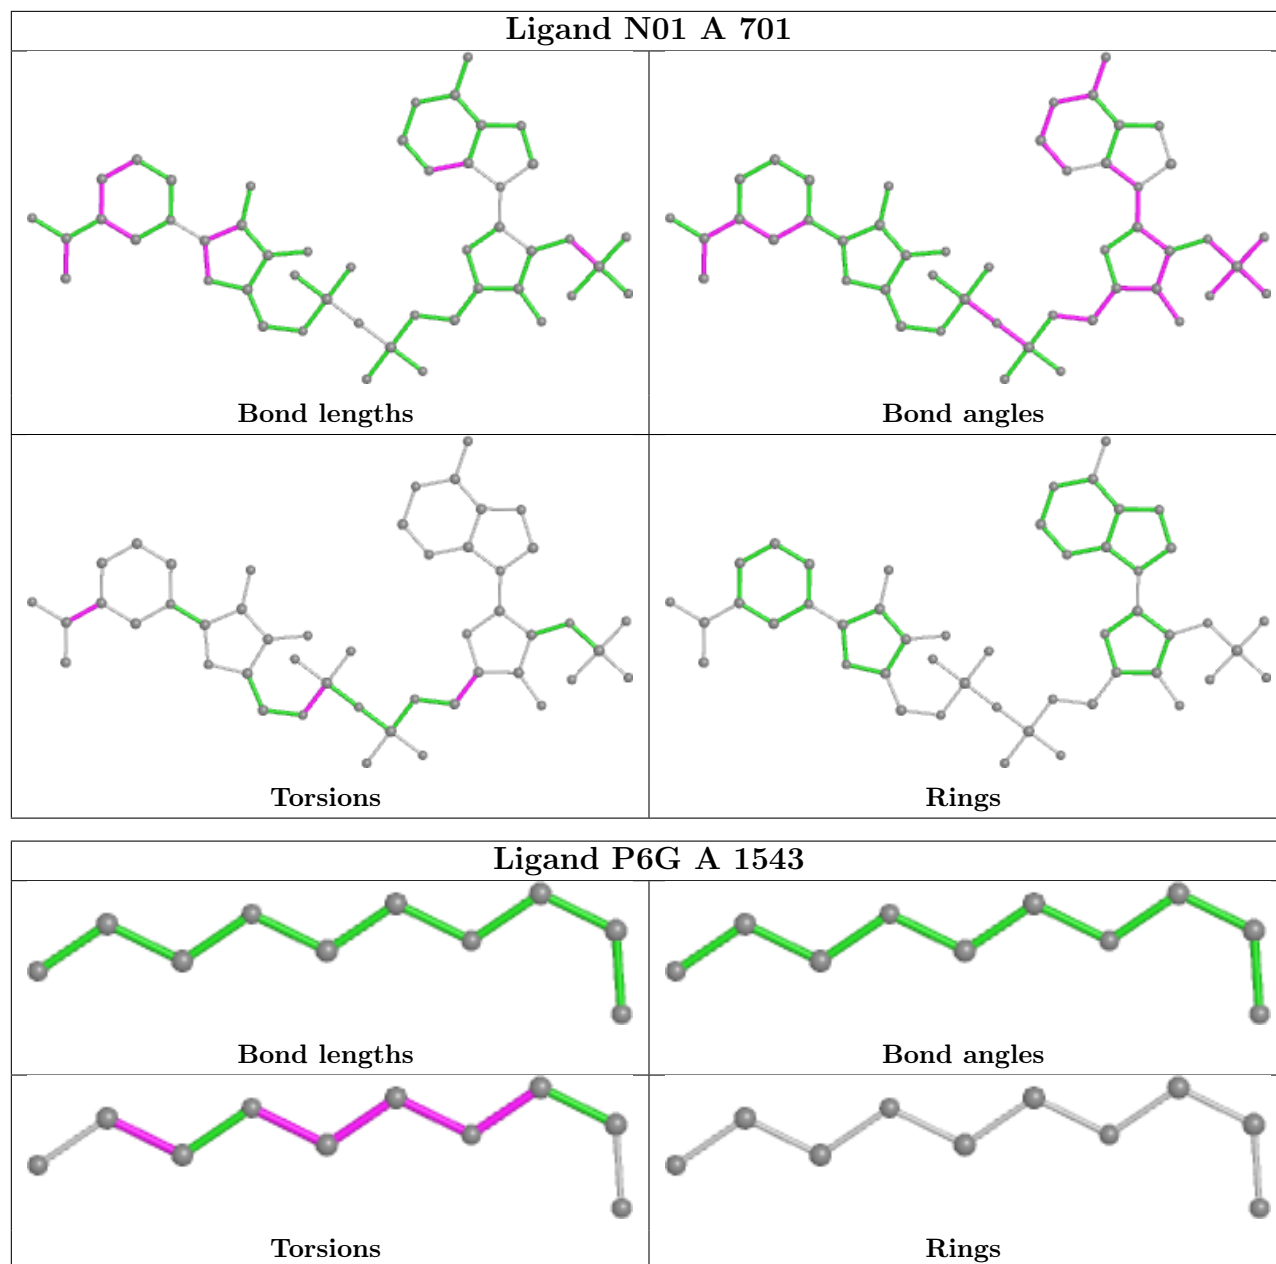 Ligand N01 A 701
Bond lengths
Bond angles
Torsions
Rings
Ligand P6G A 1543
Bond lengths
Bond angles
Torsions
Rings